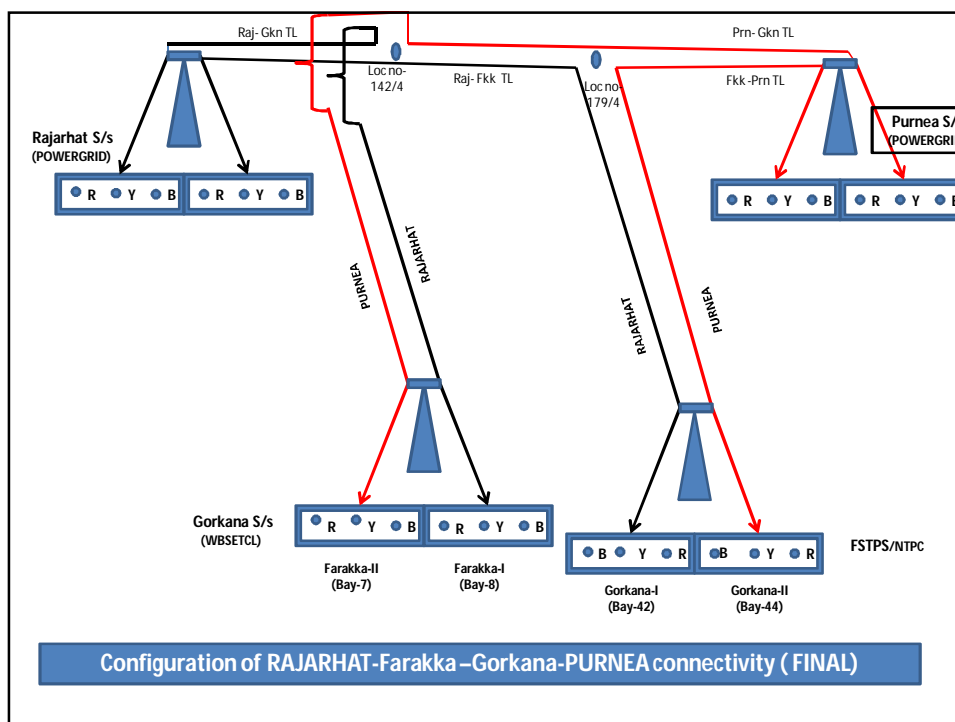 Raj- Gkn TL
Prn- Gkn TL
Loc no-
142/4
Raj- Fkk TL
Loc no-
179/4
Fkk -Prn TL
Rajarhat S/s
(POWERGRID)
Purnea S/
(POWERGRI
R Y B R Y B
R Y B R Y B
PURNEA
RAJARHAT
RAJARHAT
PURNEA
Gorkana S/s
(WBSETCL)
R Y B R Y B
B Y R B Y R
FSTPS/NTPC
Farakka-II
(Bay-7)
Farakka-I
(Bay-8)
Gorkana-I
(Bay-42)
Gorkana-II
(Bay-44)
Configuration of RAJARHAT-Farakka –Gorkana-PURNEA connectivity ( FINAL)